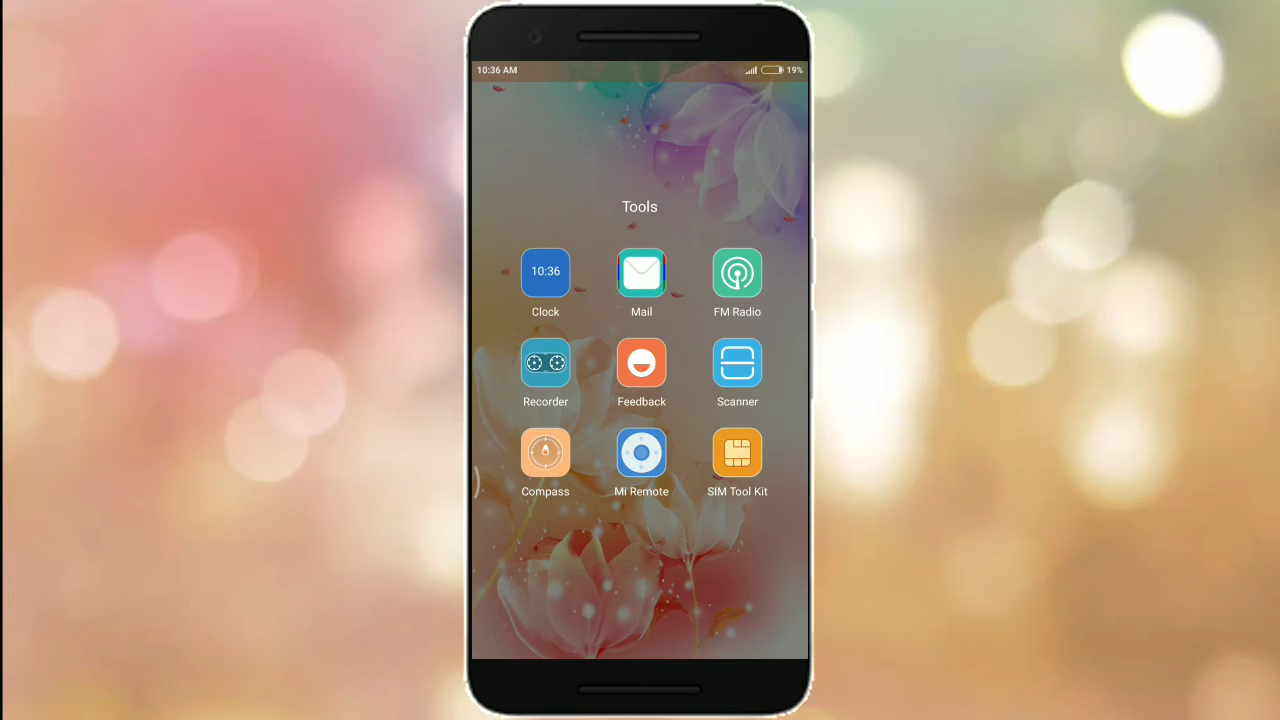 10:36 AM 19%
Tools
10:36
Clock Mail FM Radio
Recorder Feedback Scanner
Compass Mi Remote SIM Tool Kit